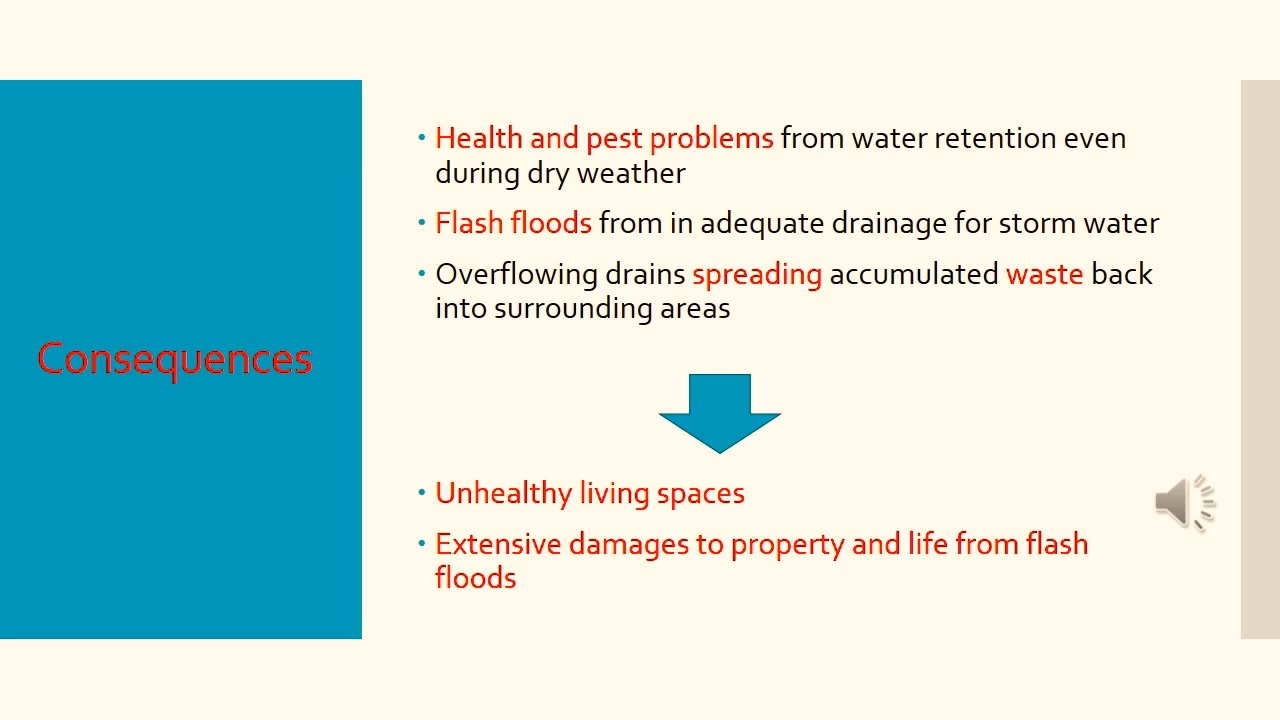 Consequences
• Health and pest problems from water retention even
during dry weather
• Flash floods from in adequate drainage for storm water
• Overflowing drains spreading accumulated waste back
into surrounding areas
• Unhealthy living spaces
• Extensive damages to property and life from flash
floods